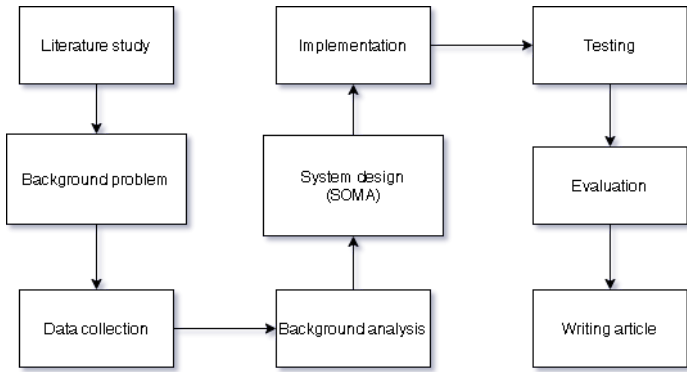 Literature study
Background problem
Data collection
Background analysis
System design
(SOMA)
Implementation
Testing
Evaluation
Writing article